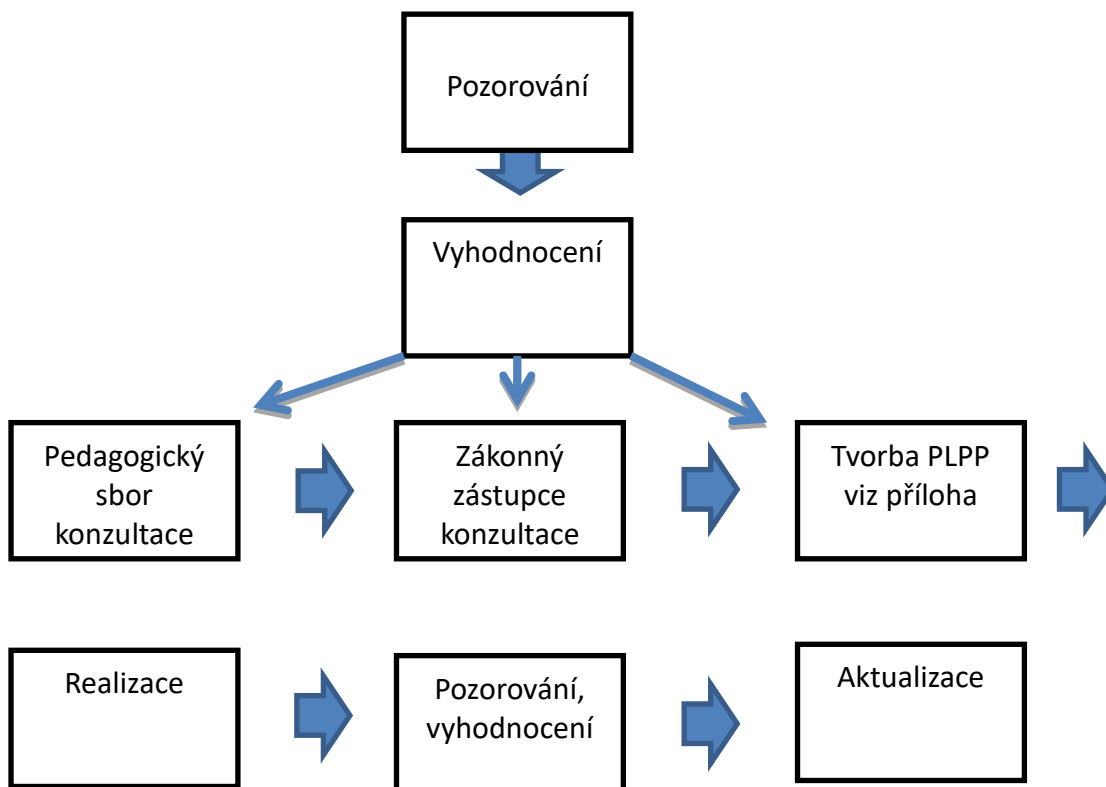 Pozorování
Vyhodnocení
Pedagogický
sbor
konzultace
Zákonný
zástupce
konzultace
Tvorba PLPP
viz příloha
Realizace
Pozorování,
vyhodnocení
Aktualizace